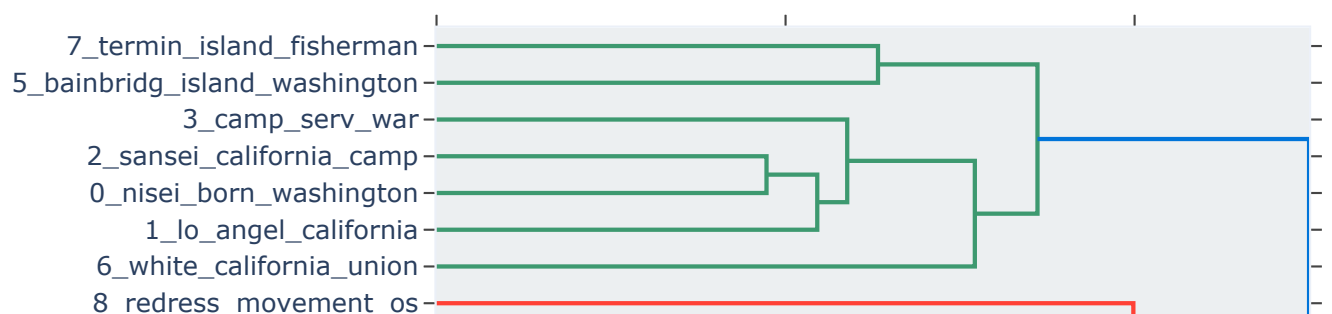 7_termin_island_fisherman
5_bainbridg_island_washington
3_camp_serv_war
2_sansei_california_camp
0_nisei_born_washington
1_lo_angel_california
6_white_california_union
8_redress_movement_os